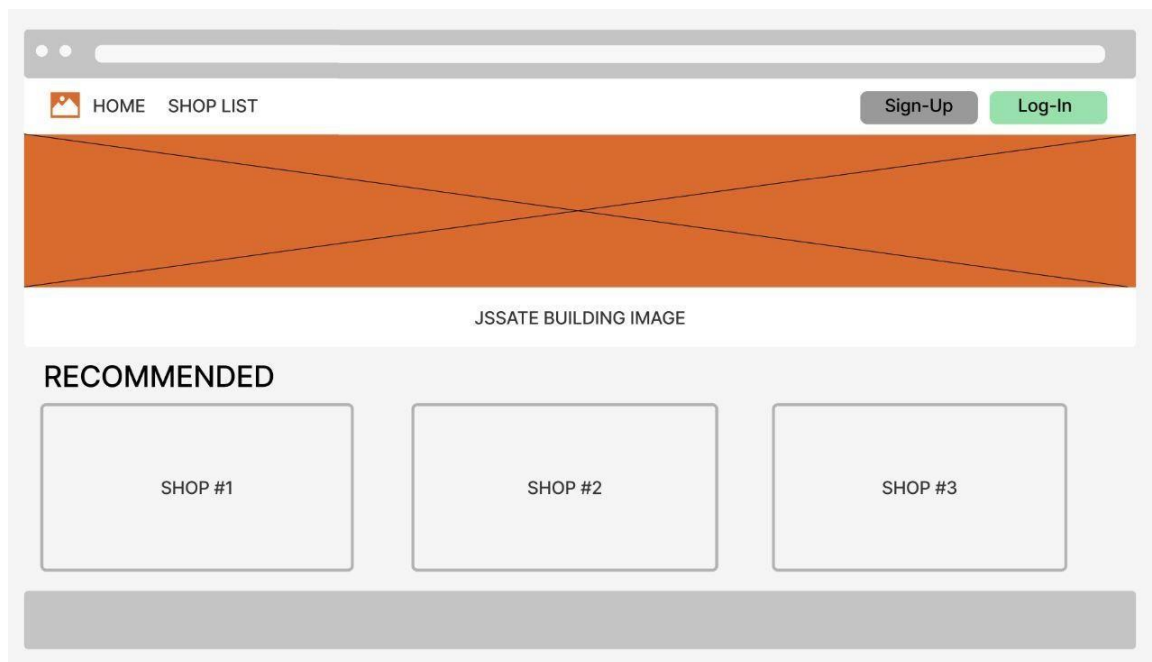 HOME SHOP LIST Sign-Up Log-In
JSSATE BUILDING IMAGE
RECOMMENDED
SHOP #1 SHOP #2 SHOP #3